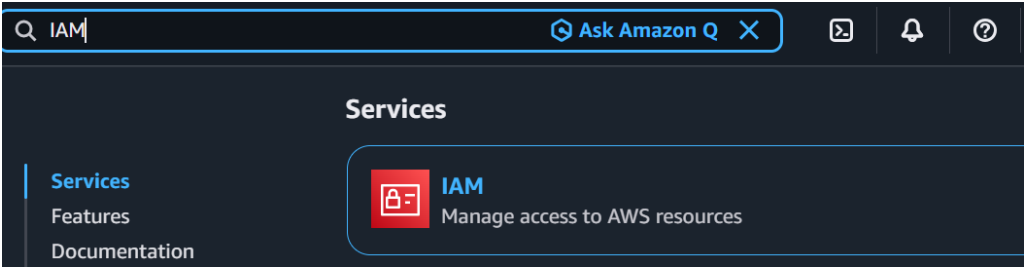 IAM Ask Amazon Q
Services
Services
Features
Documentation
IAM
Manage access to AWS resources